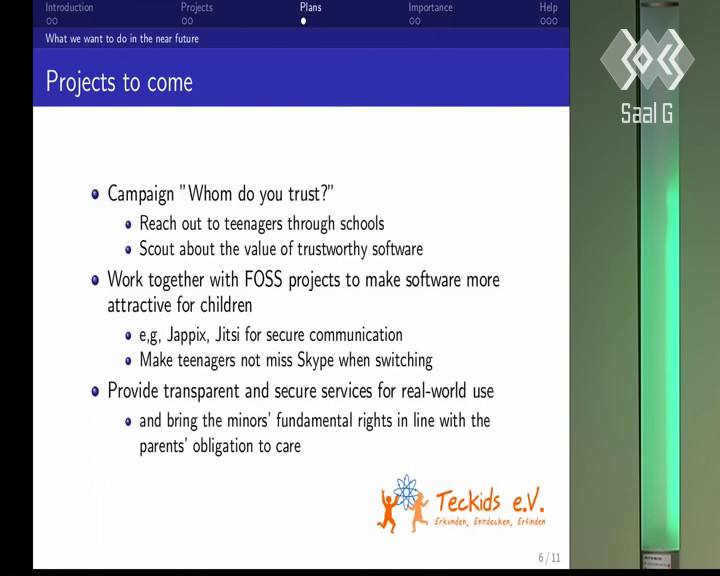 Introduction Projects Plans Importance Help
What we want to do in the near future
Projects to come
Saal G
Campaign "Whom do you trust?"
Reach out to teenagers through schools
Scout about the value of trustworthy software
Work together with FOSS projects to make software more
attractive for children
e,g, Jappix, Jitsi for secure communication
Make teenagers not miss Skype when switching
Provide transparent and secure services for real-world use
and bring the minors' fundamental rights in line with the
parents' obligation to care
Teckids e.V.
Erkunden, Entdecken, Erfinden
6 / 11